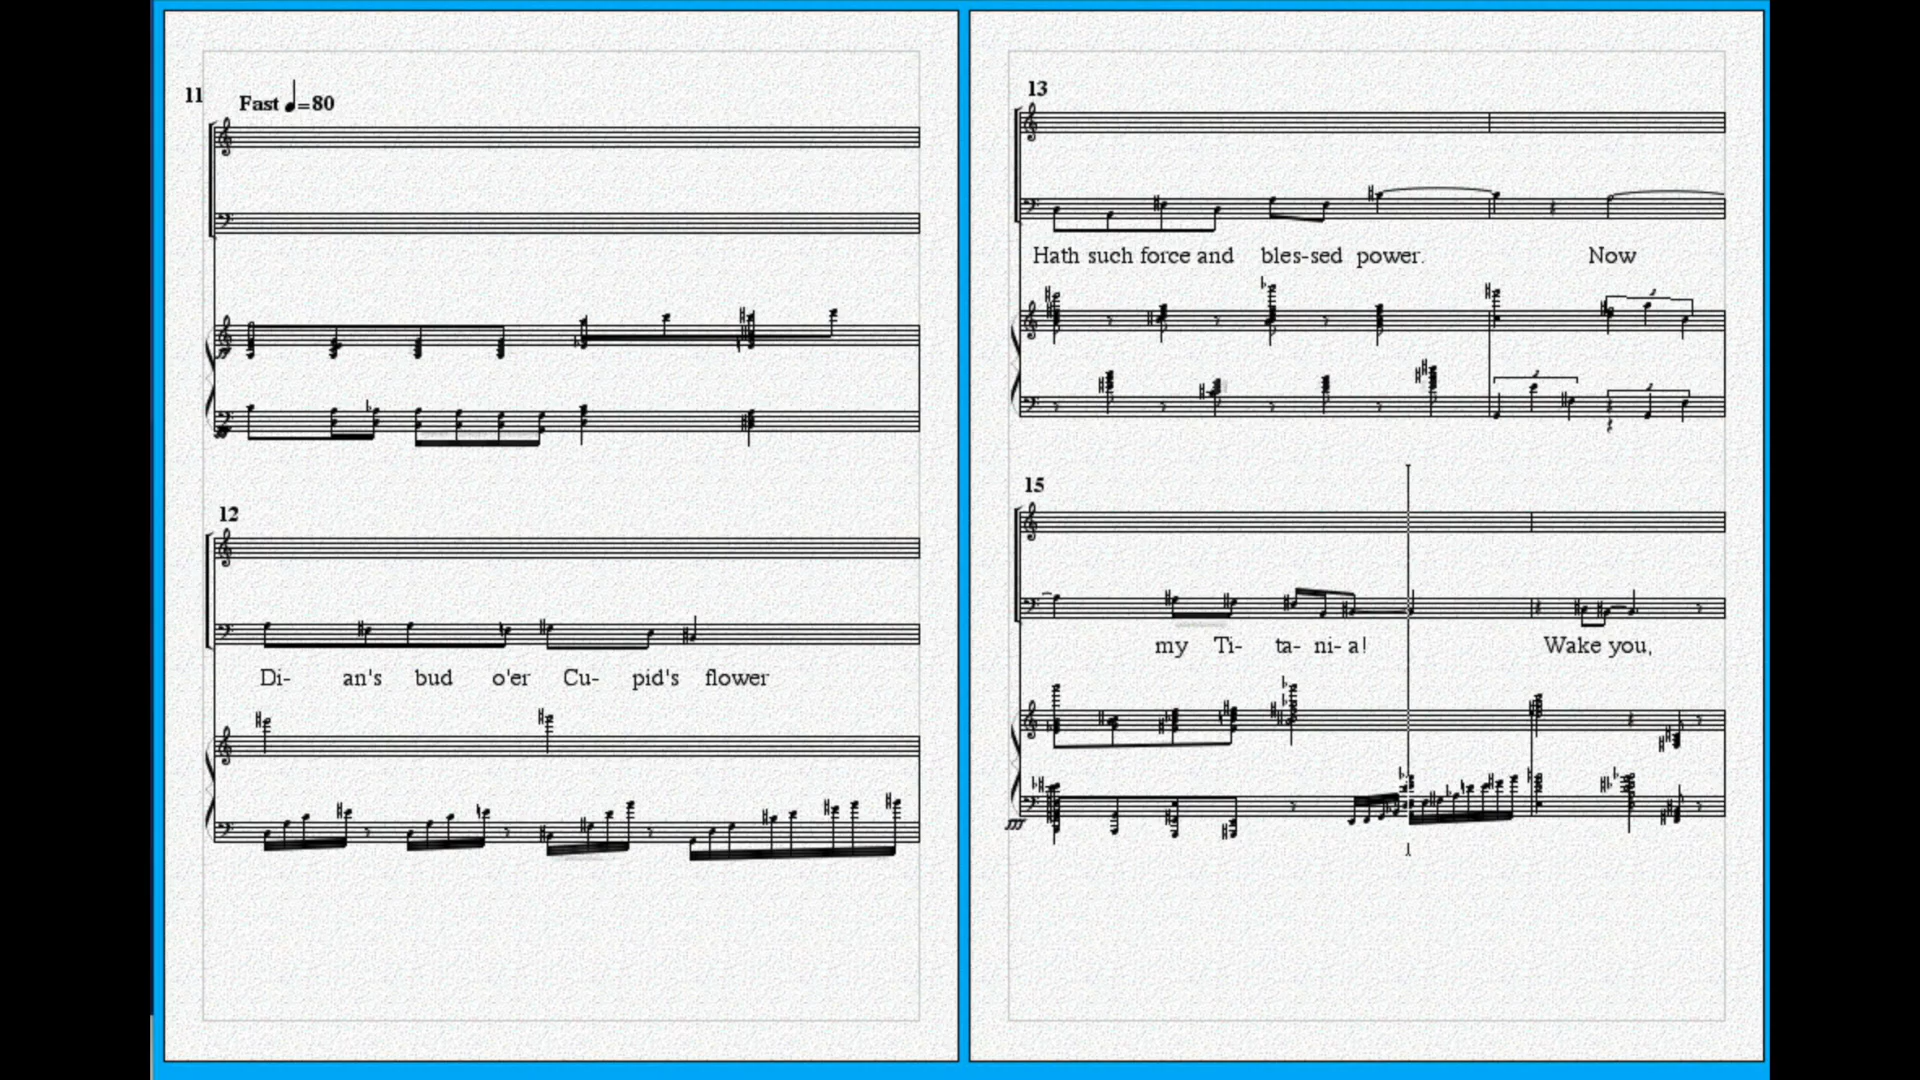 11
Fast ♩=80
12
Di- an's bud o'er Cu- pid's flower
13
Hath such force and bles-sed power. Now
15
my Ti- ta- ni- a! Wake you,